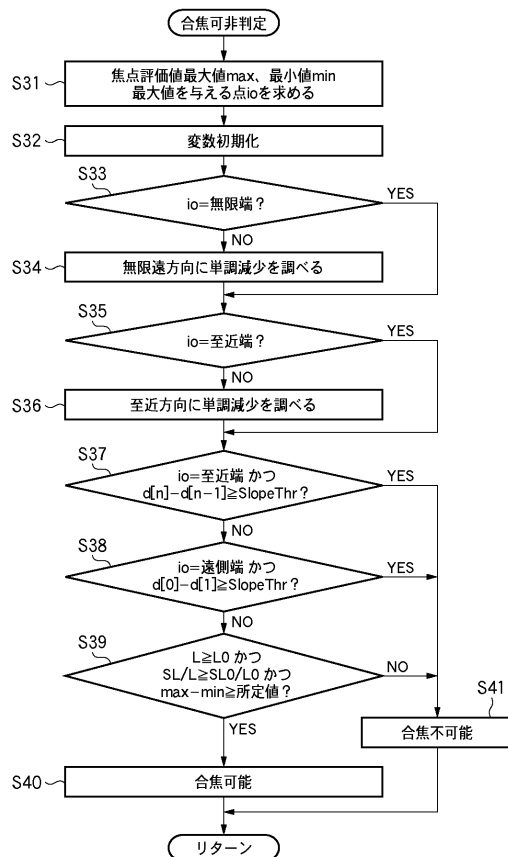 合焦可非判定
S31
焦点評価値最大値max、最小値min
最大値を与える点ioを求める
S32
変数初期化
S33
io=無限端？
YES
NO
S34
無限遠方向に単調減少を調べる
S35
io=至近端？
YES
NO
S36
至近方向に単調減少を調べる
S37
io=至近端 かつ
d[n]−d[n−1]≧SlopeThr？
YES
NO
S38
io=遠側端 かつ
d[0]−d[1]≧SlopeThr？
YES
NO
S39
L≧L0 かつ
SL/L≧SL0/L0 かつ
max−min≧所定値？
NO
YES
S41
合焦不可能
S40
合焦可能
リターン